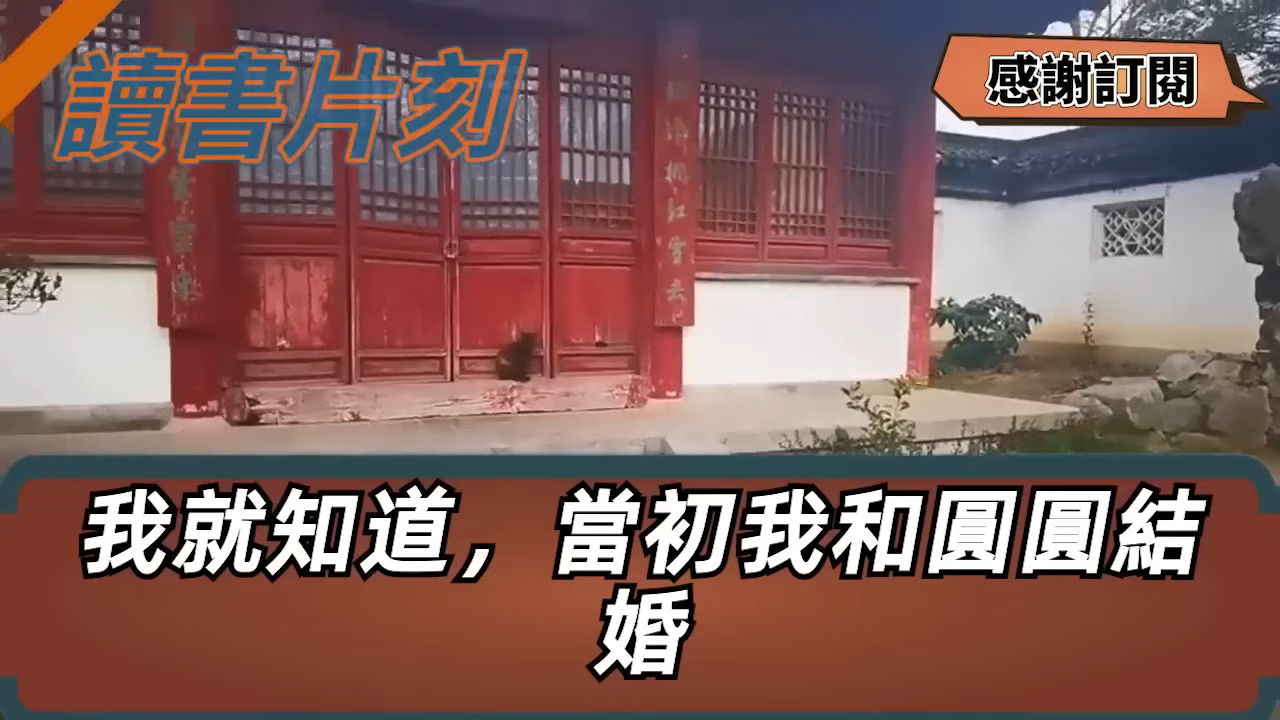 讀書片刻
感謝訂閱
我就知道，當初我和圓圓結
婚